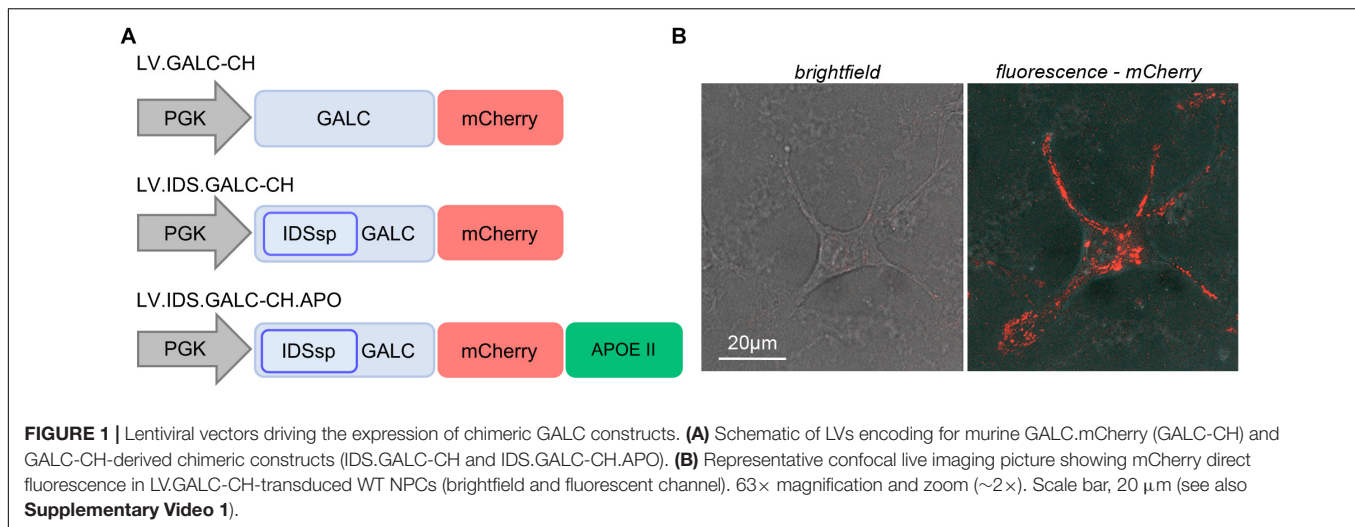 A
LV.GALC-CH
PGK GALC mCherry
LV.IDS.GALC-CH
PGK IDSsp GALC mCherry
LV.IDS.GALC-CH.APO
PGK IDSsp GALC mCherry APOE II
B
brightfield fluorescence - mCherry
20μm
FIGURE 1 | Lentiviral vectors driving the expression of chimeric GALC constructs. (A) Schematic of LVs encoding for murine GALC.mCherry (GALC-CH) and
GALC-CH-derived chimeric constructs (IDS.GALC-CH and IDS.GALC-CH.APO). (B) Representative confocal live imaging picture showing mCherry direct
fluorescence in LV.GALC-CH-transduced WT NPCs (brightfield and fluorescent channel). 63× magnification and zoom (~2×). Scale bar, 20 μm (see also
Supplementary Video 1).